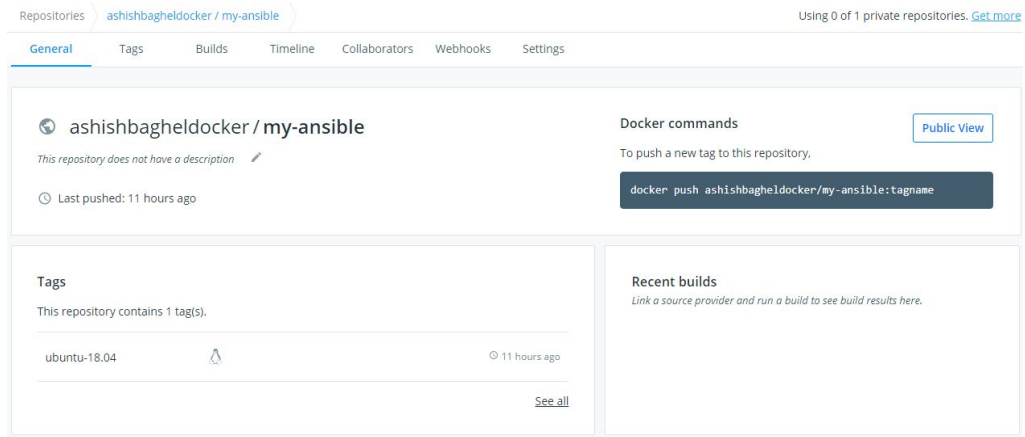 Repositories ashishbagheldocker / my-ansible Using 0 of 1 private repositories. Get more
General Tags Builds Timeline Collaborators Webhooks Settings
ashishbagheldocker / my-ansible
This repository does not have a description
Last pushed: 11 hours ago
Docker commands
Public View
To push a new tag to this repository,
docker push ashishbagheldocker/my-ansible:tagname
Tags
This repository contains 1 tag(s).
ubuntu-18.04 11 hours ago
See all
Recent builds
Link a source provider and run a build to see build results here.